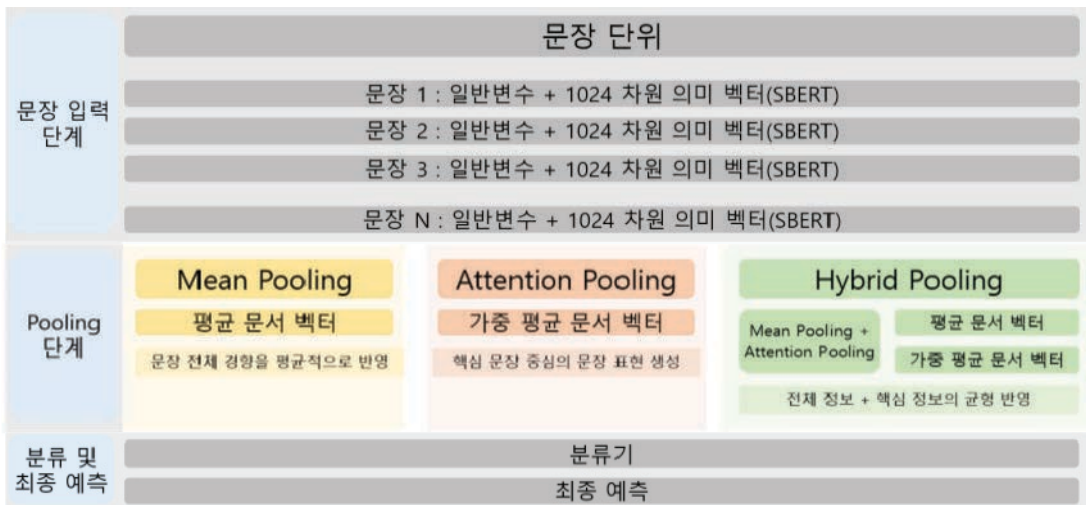 문장 입력
단계
문장 단위
문장 1 : 일반변수 + 1024 차원 의미 벡터(SBERT)
문장 2 : 일반변수 + 1024 차원 의미 벡터(SBERT)
문장 3 : 일반변수 + 1024 차원 의미 벡터(SBERT)
문장 N : 일반변수 + 1024 차원 의미 벡터(SBERT)
Pooling
단계
Mean Pooling
평균 문서 벡터
문장 전체 경향을 평균적으로 반영
Attention Pooling
가중 평균 문서 벡터
핵심 문장 중심의 문장 표현 생성
Hybrid Pooling
Mean Pooling +
Attention Pooling
평균 문서 벡터
가중 평균 문서 벡터
전체 정보 + 핵심 정보의 균형 반영
분류 및
최종 예측
분류기
최종 예측